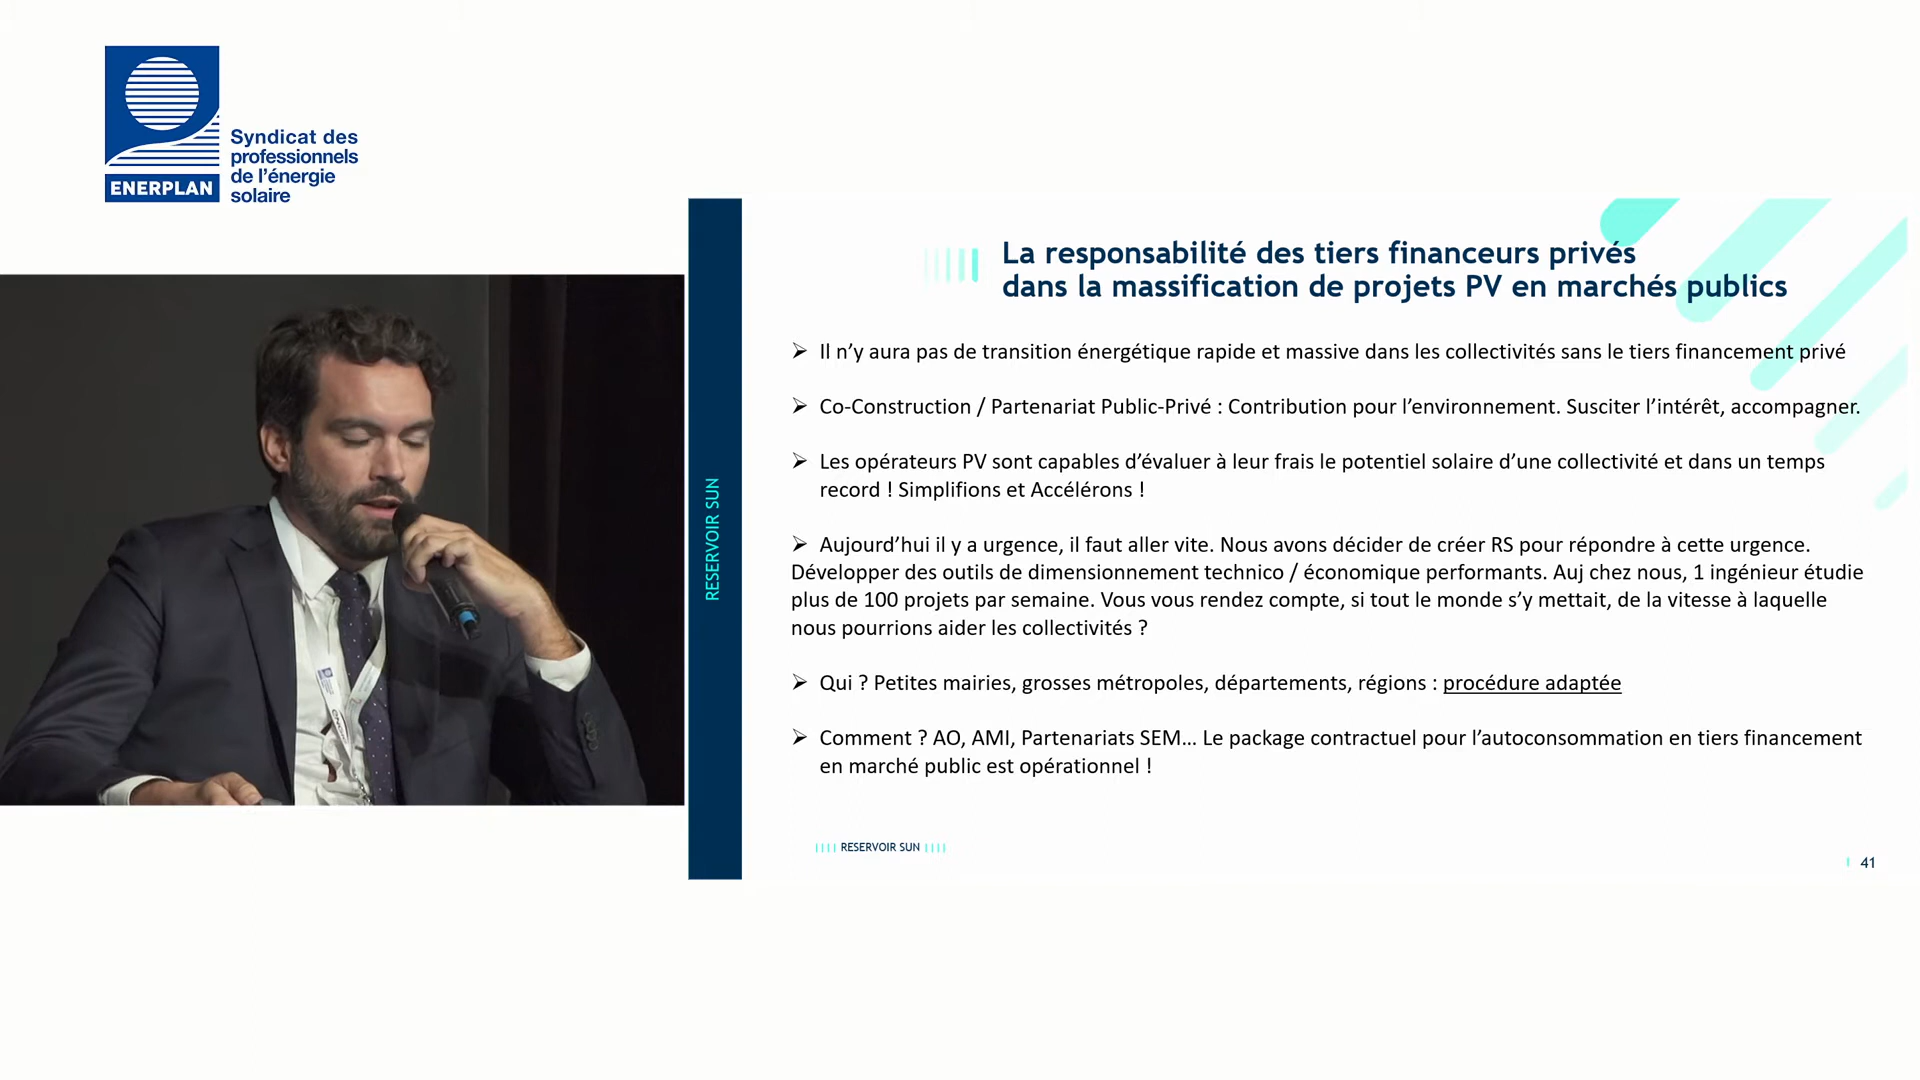 Syndicat des
professionnels
de l'énergie
solaire
ENERPLAN
RESERVOIR SUN
La responsabilité des tiers financeurs privés
dans la massification de projets PV en marchés publics
➢ Il n'y aura pas de transition énergétique rapide et massive dans les collectivités sans le tiers financement privé
➢ Co-Construction / Partenariat Public-Privé : Contribution pour l'environnement. Susciter l'intérêt, accompagner.
➢ Les opérateurs PV sont capables d'évaluer à leur frais le potentiel solaire d'une collectivité et dans un temps
record ! Simplifions et Accélérons !
➢ Aujourd'hui il y a urgence, il faut aller vite. Nous avons décider de créer RS pour répondre à cette urgence.
Développer des outils de dimensionnement technico / économique performants. Auj chez nous, 1 ingénieur étudie
plus de 100 projets par semaine. Vous vous rendez compte, si tout le monde s'y mettait, de la vitesse à laquelle
nous pourrions aider les collectivités ?
➢ Qui ? Petites mairies, grosses métropoles, départements, régions : procédure adaptée
➢ Comment ? AO, AMI, Partenariats SEM... Le package contractuel pour l'autoconsommation en tiers financement
en marché public est opérationnel !
RESERVOIR SUN
41